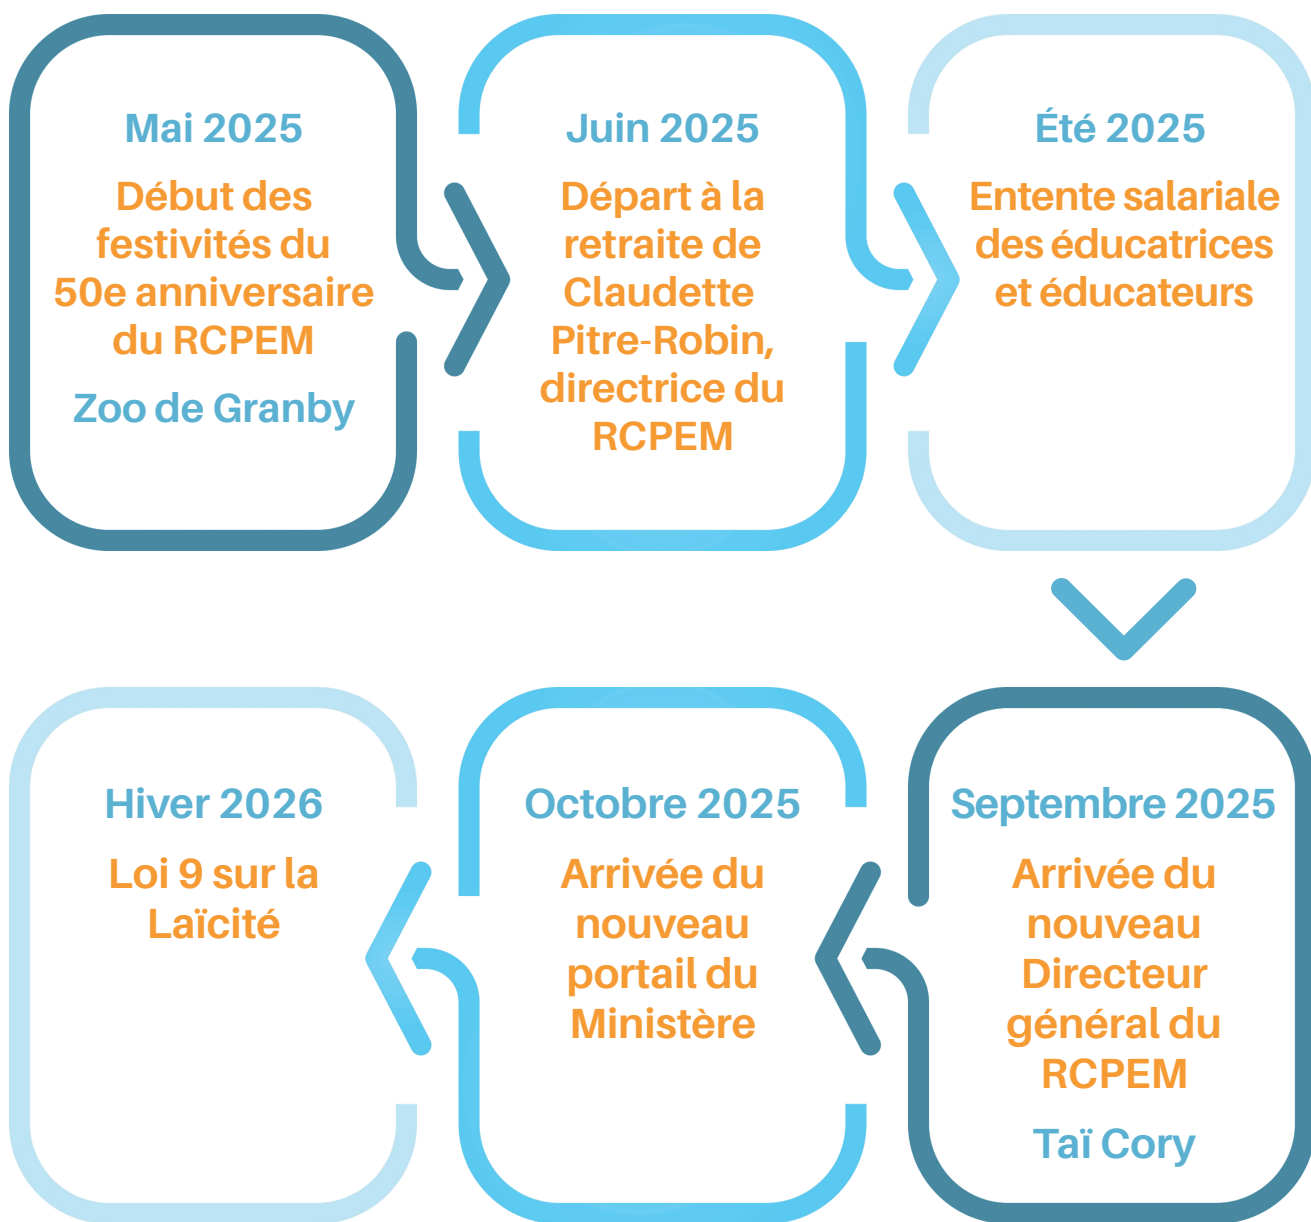 Mai 2025
Début des
festivités du
50e anniversaire
du RCPEM
Zoo de Granby
Juin 2025
Départ à la
retraite de
Claudette
Pitre-Robin,
directrice du
RCPEM
Été 2025
Entente salariale
des éducatrices
et éducateurs
Septembre 2025
Arrivée du
nouveau
Directeur
général du
RCPEM
Taï Cory
Octobre 2025
Arrivée du
nouveau
portail du
Ministère
Hiver 2026
Loi 9 sur la
Laïcité